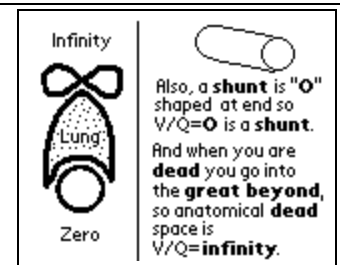 Infinity
Lung
Zero
Also, a shunt is "O"
shaped at end so
V/Q=O is a shunt.
And when you are
dead you go into
the great beyond,
so anatomical dead
space is
V/Q=infinity.